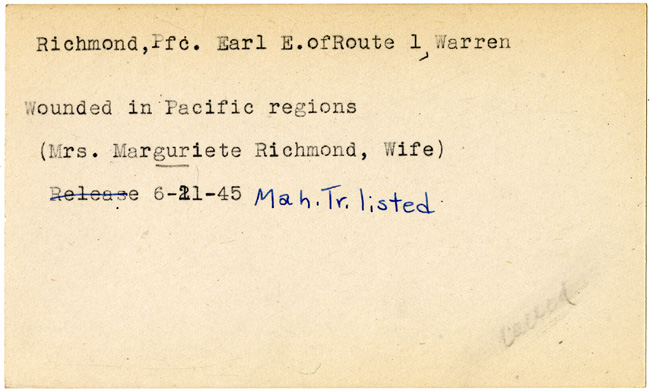 Richmond, Pfc. Earl E. of Route 1, Warren
Wounded in Pacific regions
(Mrs. Marguriete Richmond, Wife)
Release 6-21-45 Mah. Tr. listed